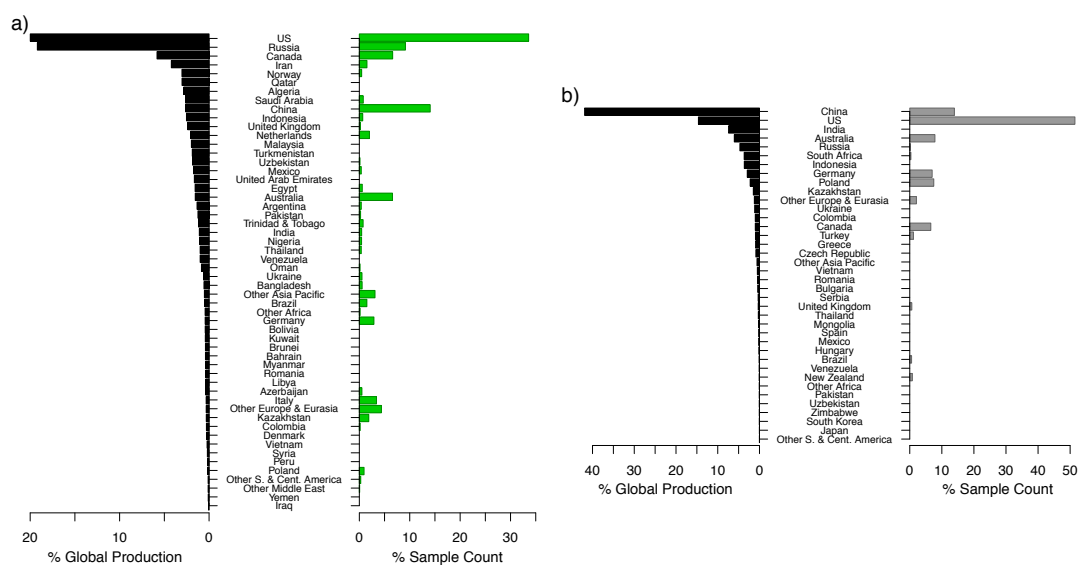 a)
US
Russia
Canada
Iran
Norway
Qatar
Algeria
Saudi Arabia
China
Indonesia
United Kingdom
Netherlands
Malaysia
Turkmenistan
Uzbekistan
Mexico
United Arab Emirates
Egypt
Australia
Argentina
Pakistan
Trinidad & Tobago
India
Nigeria
Thailand
Venezuela
Oman
Ukraine
Bangladesh
Other Asia Pacific
Brazil
Other Africa
Germany
Bolivia
Kuwait
Brunei
Bahrain
Myanmar
Romania
Libya
Azerbaijan
Italy
Other Europe & Eurasia
Kazakhstan
Colombia
Denmark
Vietnam
Syria
Peru
Poland
Other S. & Cent. America
Other Middle East
Yemen
Iraq
20 10 0
% Global Production
0 10 20 30
% Sample Count
b)
China
US
India
Australia
Russia
South Africa
Indonesia
Germany
Poland
Kazakhstan
Other Europe & Eurasia
Ukraine
Colombia
Canada
Turkey
Greece
Czech Republic
Other Asia Pacific
Vietnam
Romania
Bulgaria
Serbia
United Kingdom
Thailand
Mongolia
Spain
Mexico
Hungary
Brazil
Venezuela
New Zealand
Other Africa
Pakistan
Uzbekistan
Zimbabwe
South Korea
Japan
Other S. & Cent. America
40 30 20 10 0
% Global Production
0 10 20 30 40 50
% Sample Count